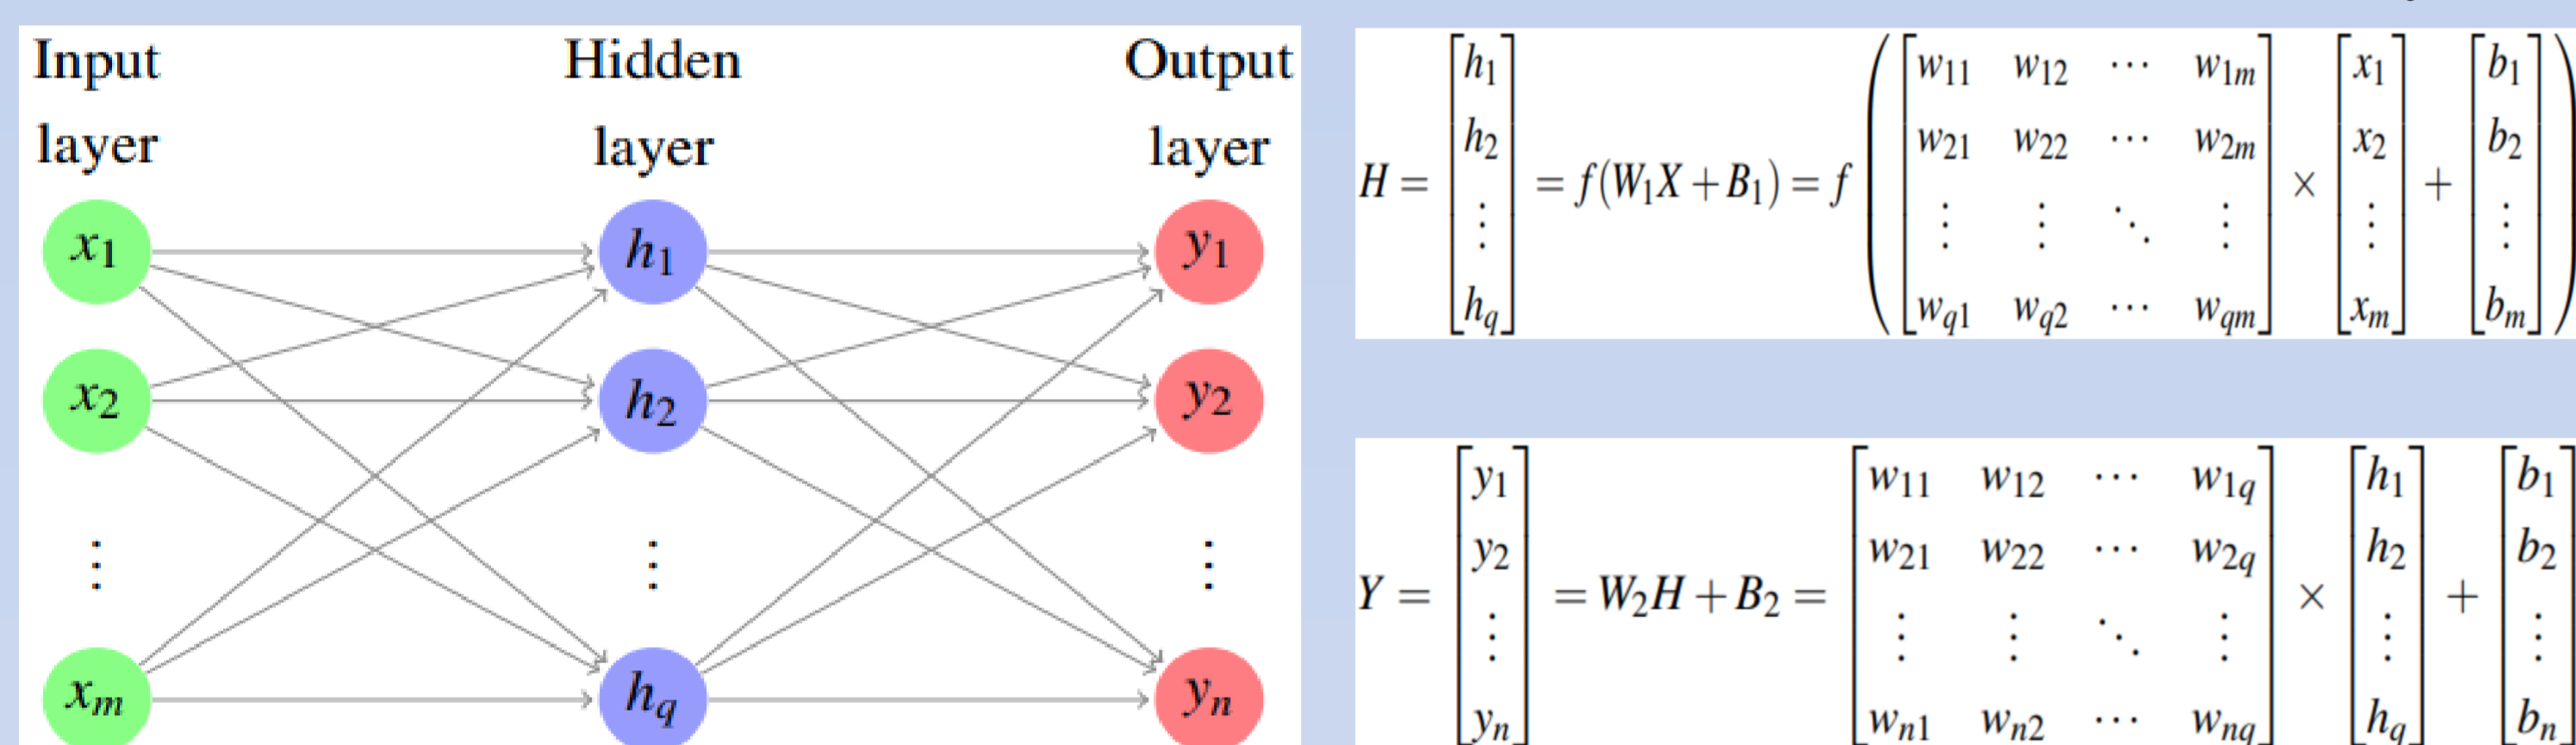 Input Hidden Output
layer layer layer
x1 h1 y1
x2 h2 y2
⋮ ⋮ ⋮
xm hq yn
H = [h1 h2 ⋮ hq] = f(W1X + B1) = f ( [w11 w12 ⋯ w1m
w21 w22 ⋯ w2m
⋮ ⋮ ⋱ ⋮
wq1 wq2 ⋯ wqm] × [x1 x2 ⋮ xm] + [b1 b2 ⋮ bm] )
Y = [y1 y2 ⋮ yn] = W2H + B2 = [w11 w12 ⋯ w1q
w21 w22 ⋯ w2q
⋮ ⋮ ⋱ ⋮
wn1 wn2 ⋯ wnq] × [h1 h2 ⋮ hq] + [b1 b2 ⋮ bn]